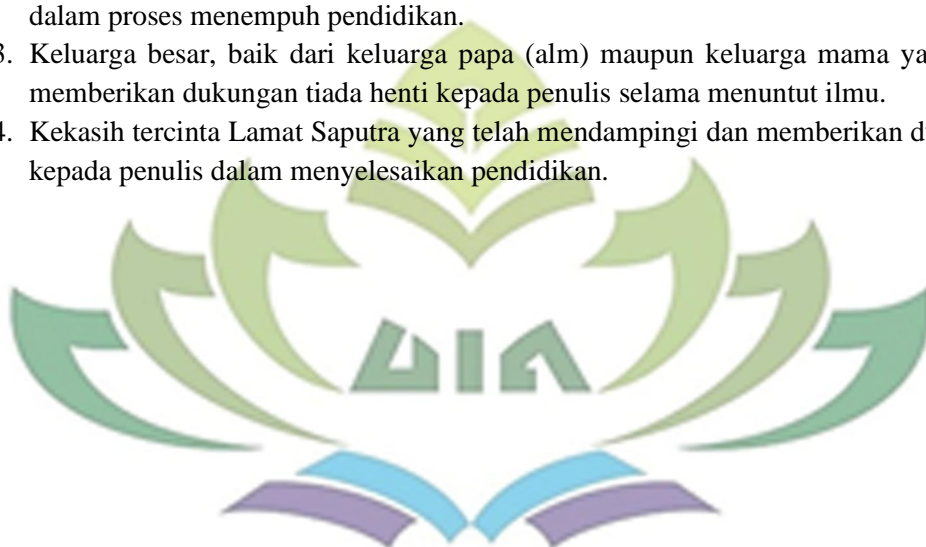 dalam proses menempuh pendidikan.
3. Keluarga besar, baik dari keluarga papa (alm) maupun keluarga mama
memberikan dukungan tiada henti kepada penulis selama menuntut ilmu.
4. Kekasih tercinta Lamat Saputra yang telah mendampingi dan memberikan
kepada penulis dalam menyelesaikan pendidikan.
UIN